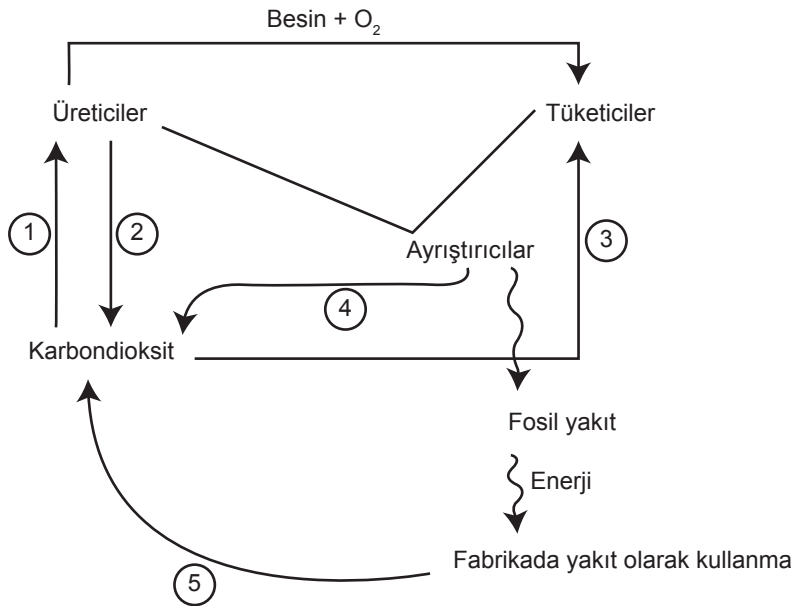 Besin + O₂
Üreticiler
Tüketiciler
1
2
3
Ayrıştırıcılar
4
Karbondioksit
Fosil yakıt
Enerji
Fabrikada yakıt olarak kullanma
5